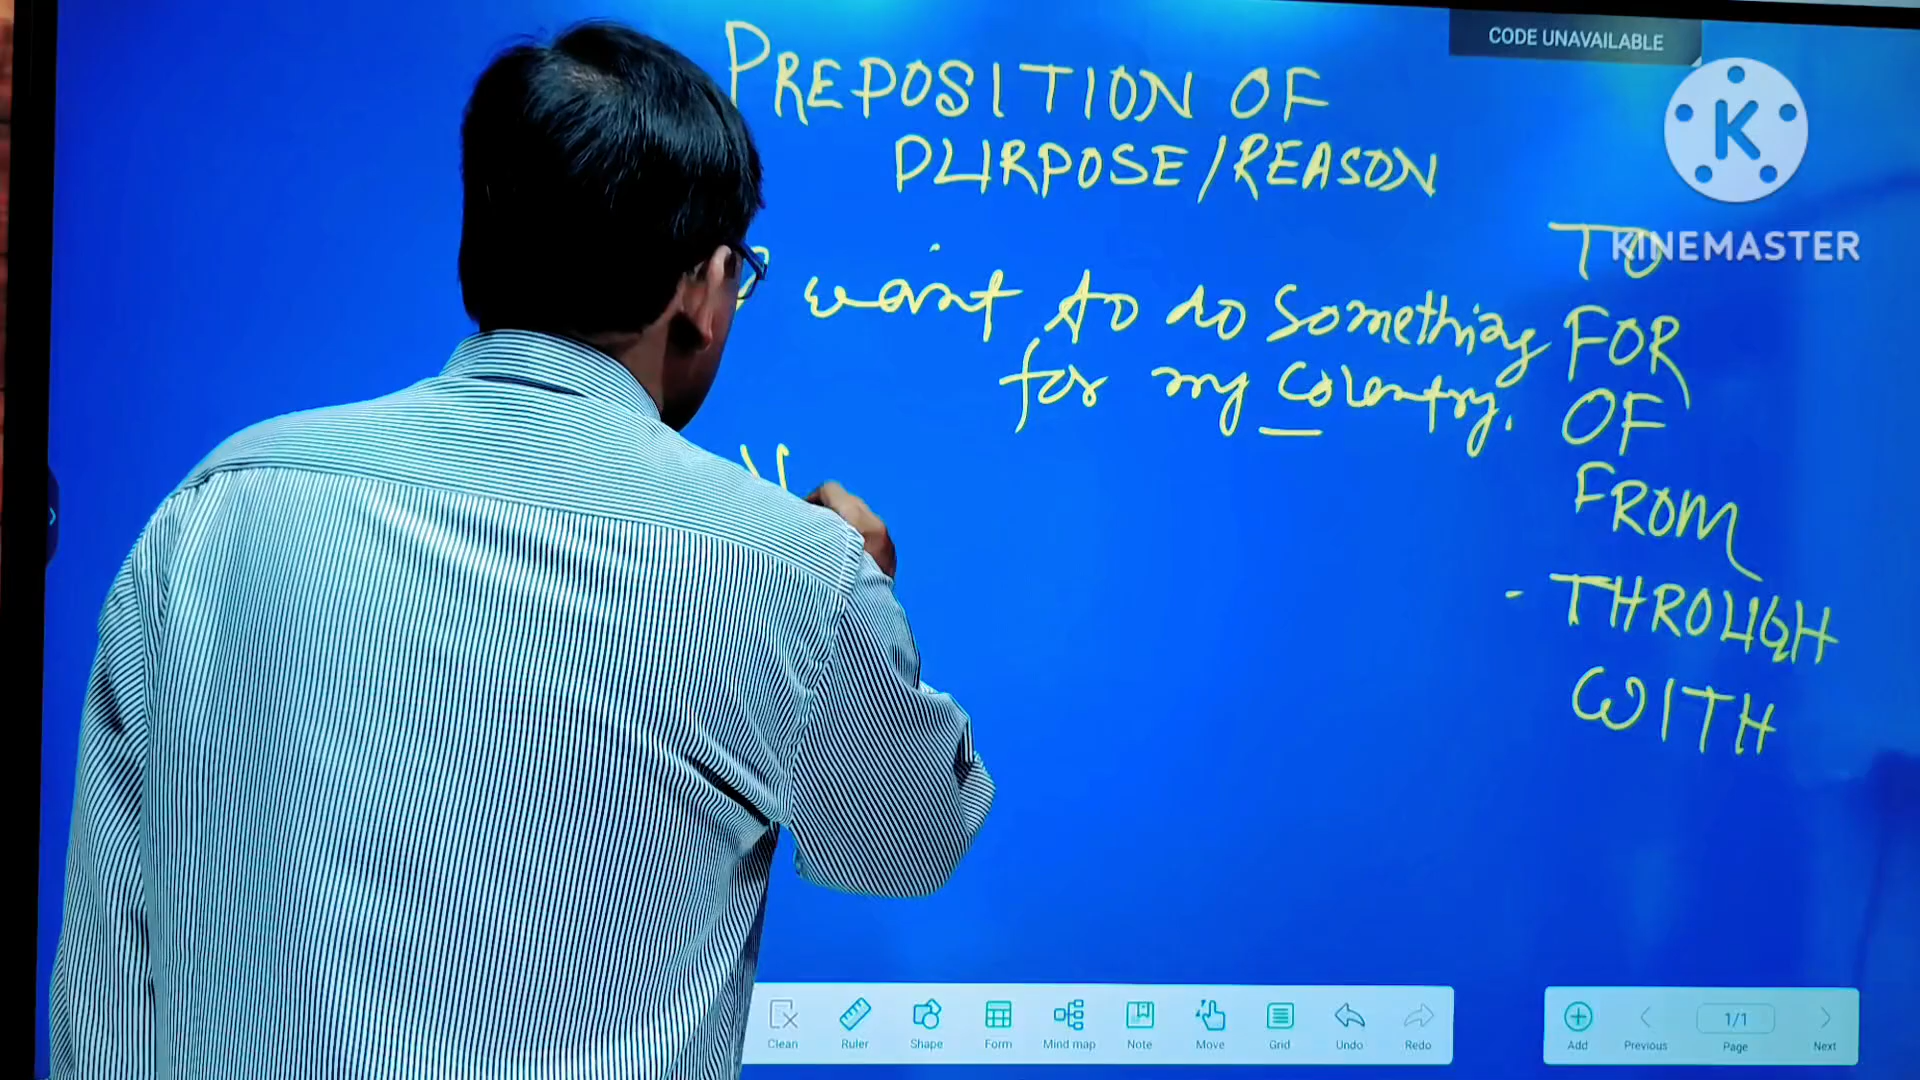 CODE UNAVAILABLE
PREPOSITION OF
PURPOSE/REASON
K
KINEMASTER
want to do something
for my country.
TO
FOR
OF
FROM
- THROUGH
WITH
Clean Ruler Shape Form Mind map Note Move Grid Undo Redo
Add Previous 1/1 Page Next